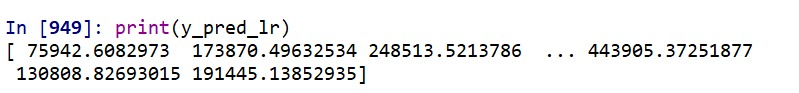 In [949]: print(y_pred_lr)
[ 75942.6082973  173870.49632534 248513.5213786  ... 443905.37251877
 130808.82693015 191445.13852935]